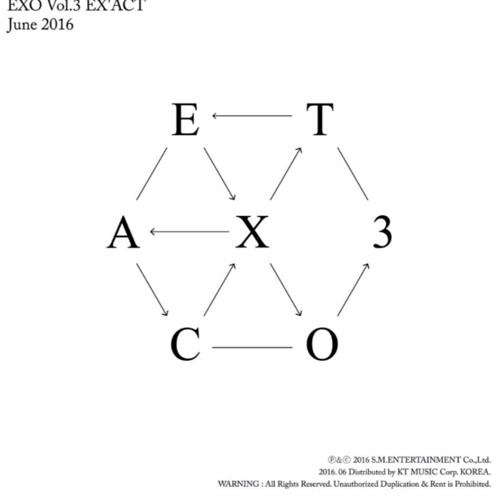 EXO Vol.3 EX'ACT
June 2016
E T
A X 3
C O
℗&© 2016 S.M.ENTERTAINMENT Co.,Ltd.
2016. 06 Distributed by KT MUSIC Corp. KOREA.
WARNING : All Rights Reserved. Unauthorized Duplication & Rent is Prohibited.